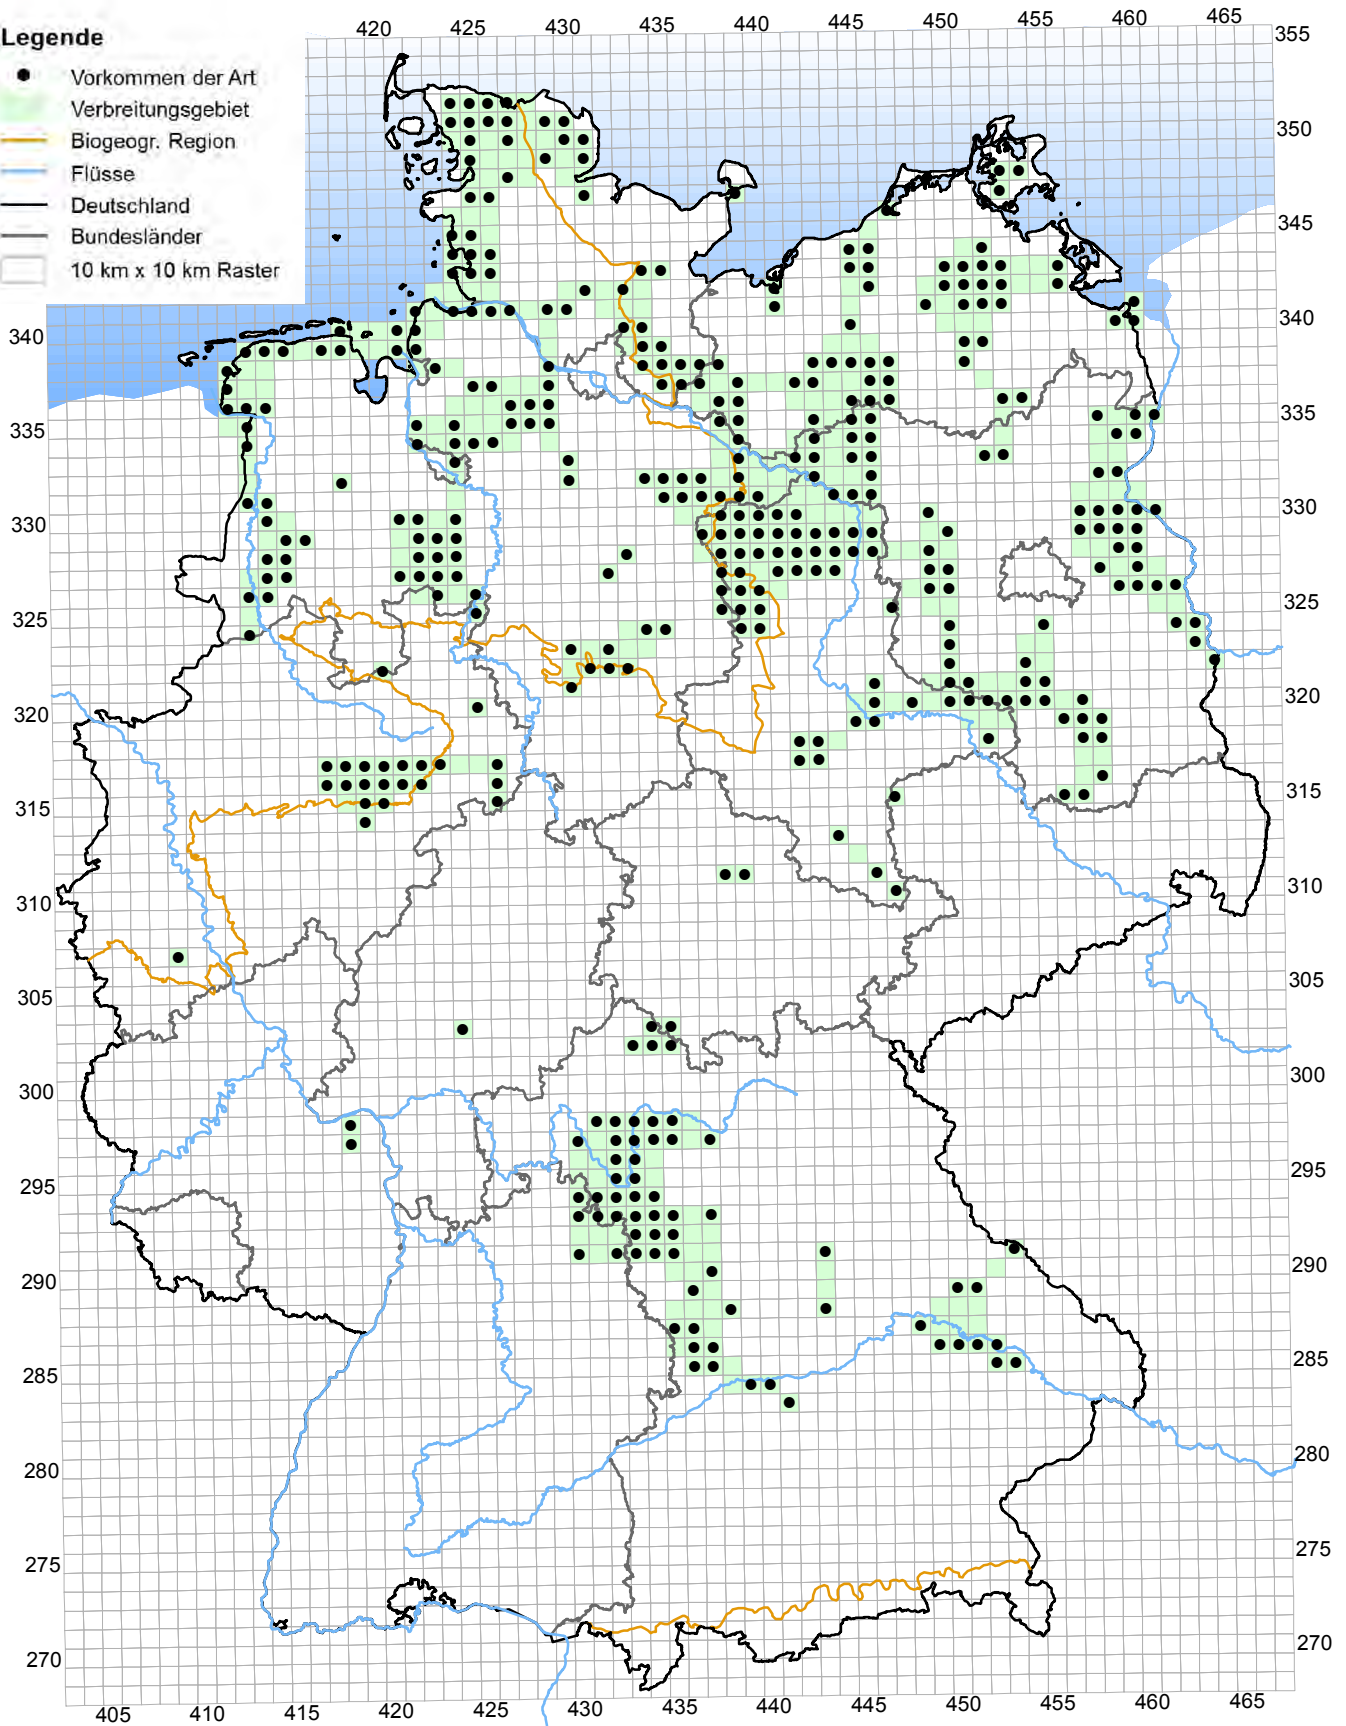 420 425 430 435 440 445 450 455 460 465
355
Legende
Vorkommen der Art
Verbreitungsgebiet
Biogeogr. Region
Flüsse
Deutschland
Bundesländer
10 km x 10 km Raster
350
345
340 340
335 335
330 330
325 325
320 320
315 315
310 310
305 305
300 300
295 295
290 290
285 285
280 280
275 275
270 270
405 410 415 420 425 430 435 440 445 450 455 460 465